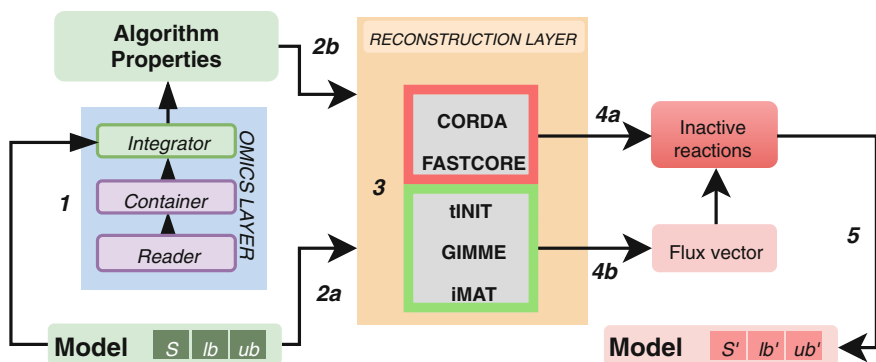 Algorithm
Properties
2b
RECONSTRUCTION LAYER
Integrator
Container
Reader
OMICS LAYER
1
2a
3
CORDA
FASTCORE
tINIT
GIMME
iMAT
4a
4b
Inactive
reactions
Flux vector
5
Model S lb ub
Model S' lb' ub'